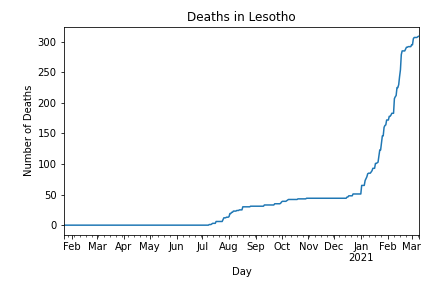 Deaths in Lesotho
300
250
200
150
100
50
0
Number of Deaths
Feb Mar Apr May Jun Jul Aug Sep Oct Nov Dec Jan Feb Mar
2021
Day